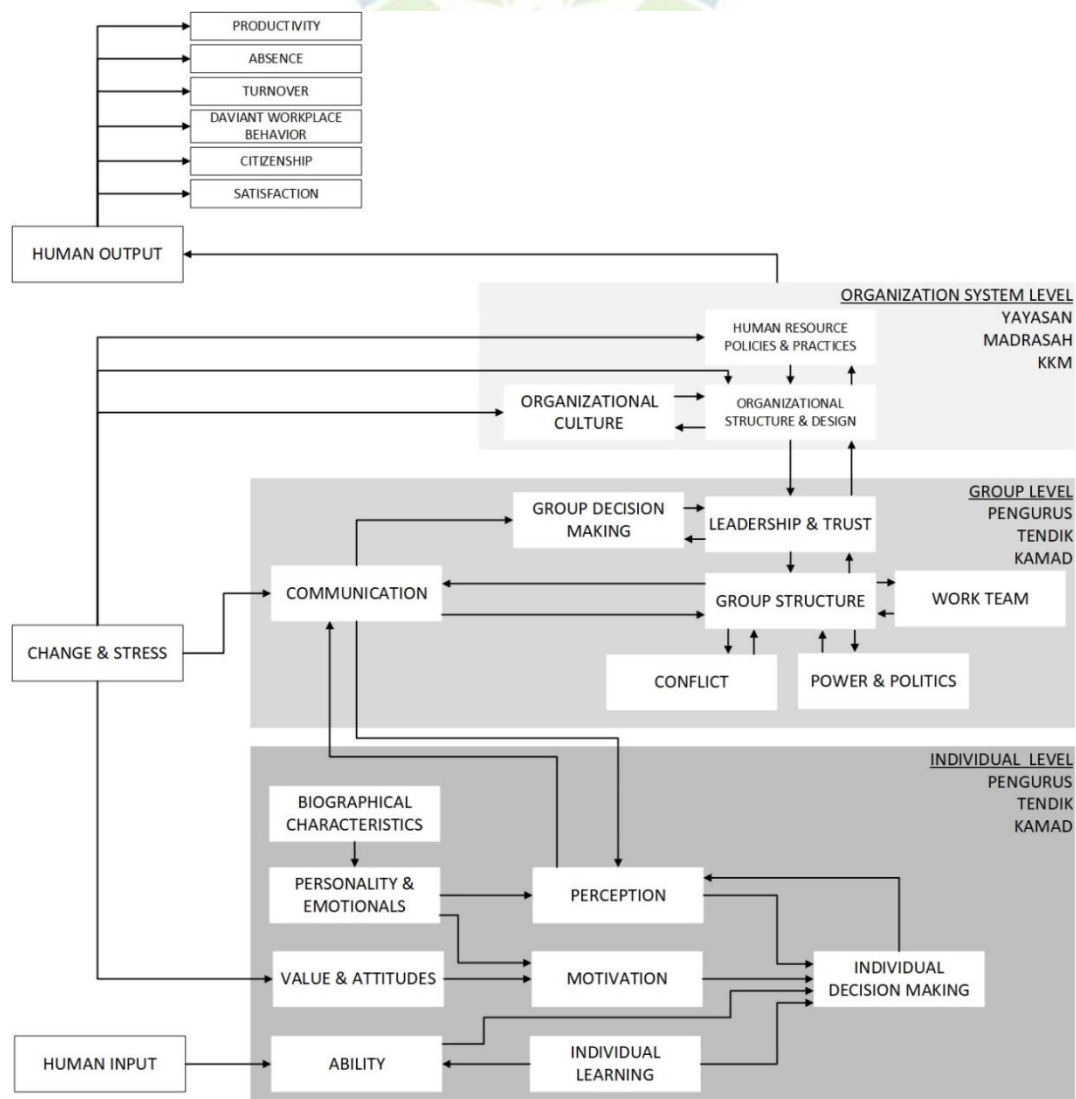 PRODUCTIVITY
ABSENCE
TURNOVER
DAVIANT WORKPLACE
BEHAVIOR
CITIZENSHIP
SATISFACTION
HUMAN OUTPUT
ORGANIZATION SYSTEM LEVEL
YAYASAN
MADRASAH
KKM
HUMAN RESOURCE
POLICIES & PRACTICES
ORGANIZATIONAL
CULTURE
ORGANIZATIONAL
STRUCTURE & DESIGN
GROUP LEVEL
PENGURUS
TENDIK
KAMAD
GROUP DECISION
MAKING
LEADERSHIP & TRUST
COMMUNICATION
GROUP STRUCTURE
WORK TEAM
CHANGE & STRESS
CONFLICT
POWER & POLITICS
INDIVIDUAL LEVEL
PENGURUS
TENDIK
KAMAD
BIOGRAPHICAL
CHARACTERISTICS
PERSONALITY &
EMOTIONALS
PERCEPTION
VALUE & ATTITUDES
MOTIVATION
INDIVIDUAL
DECISION MAKING
HUMAN INPUT
ABILITY
INDIVIDUAL
LEARNING